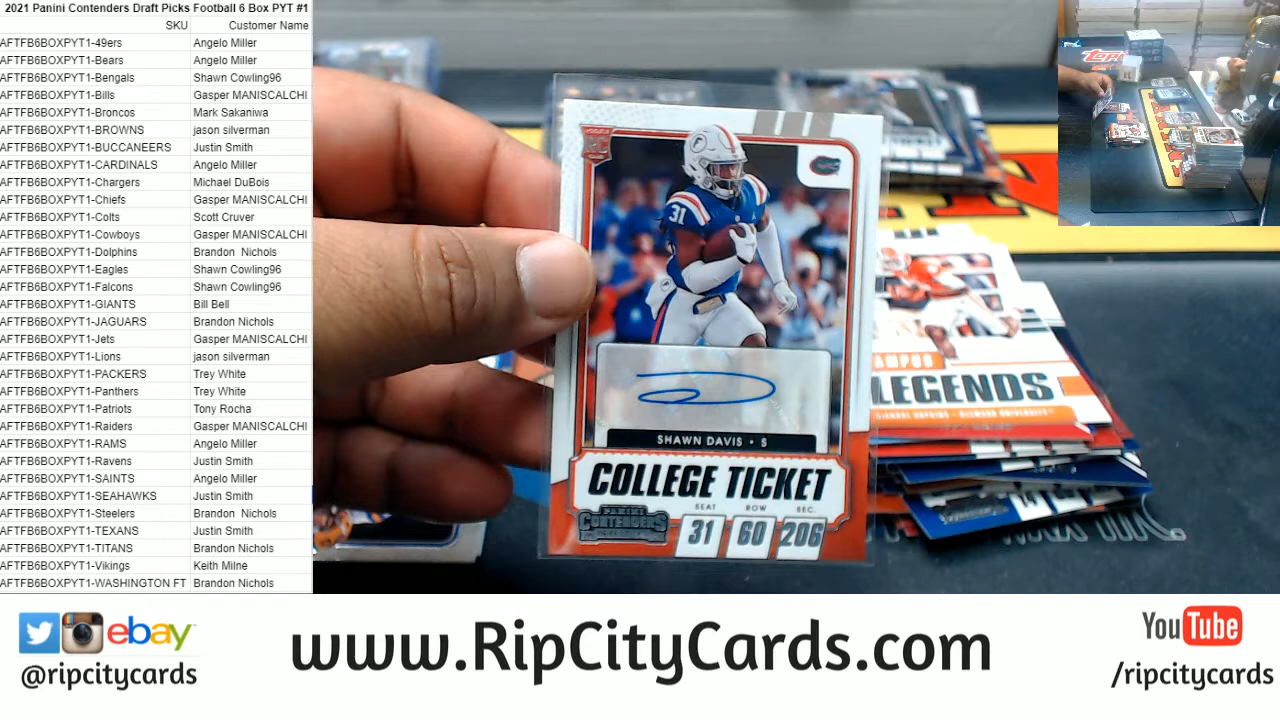 2021 Panini Contenders Draft Picks Football 6 Box PYT #1
SKU Customer Name
AFTFB6BOXPYT1-49ers Angelo Miller
AFTFB6BOXPYT1-Bears Angelo Miller
AFTFB6BOXPYT1-Bengals Shawn Cowling96
AFTFB6BOXPYT1-Bills Gasper MANISCALCHI
AFTFB6BOXPYT1-Broncos Mark Sakaniwa
AFTFB6BOXPYT1-BROWNS jason silverman
AFTFB6BOXPYT1-BUCCANEERS Justin Smith
AFTFB6BOXPYT1-CARDINALS Angelo Miller
AFTFB6BOXPYT1-Chargers Michael DuBois
AFTFB6BOXPYT1-Chiefs Gasper MANISCALCHI
AFTFB6BOXPYT1-Colts Scott Cruver
AFTFB6BOXPYT1-Cowboys Gasper MANISCALCHI
AFTFB6BOXPYT1-Dolphins Brandon Nichols
AFTFB6BOXPYT1-Eagles Shawn Cowling96
AFTFB6BOXPYT1-Falcons Shawn Cowling96
AFTFB6BOXPYT1-GIANTS Bill Bell
AFTFB6BOXPYT1-JAGUARS Brandon Nichols
AFTFB6BOXPYT1-Jets Gasper MANISCALCHI
AFTFB6BOXPYT1-Lions jason silverman
AFTFB6BOXPYT1-PACKERS Trey White
AFTFB6BOXPYT1-Panthers Trey White
AFTFB6BOXPYT1-Patriots Tony Rocha
AFTFB6BOXPYT1-Raiders Gasper MANISCALCHI
AFTFB6BOXPYT1-RAMS Angelo Miller
AFTFB6BOXPYT1-Ravens Justin Smith
AFTFB6BOXPYT1-SAINTS Angelo Miller
AFTFB6BOXPYT1-SEAHAWKS Justin Smith
AFTFB6BOXPYT1-Steelers Brandon Nichols
AFTFB6BOXPYT1-TEXANS Justin Smith
AFTFB6BOXPYT1-TITANS Brandon Nichols
AFTFB6BOXPYT1-Vikings Keith Milne
AFTFB6BOXPYT1-WASHINGTON FT Brandon Nichols
31
SHAWN DAVIS • S
COLLEGE TICKET
SEAT ROW SEC.
31 60 206
PANINI
CONTENDERS
LEGENDS
TOPPS
ebay
@ripcitycards
www.RipCityCards.com
YouTube
/ripcitycards